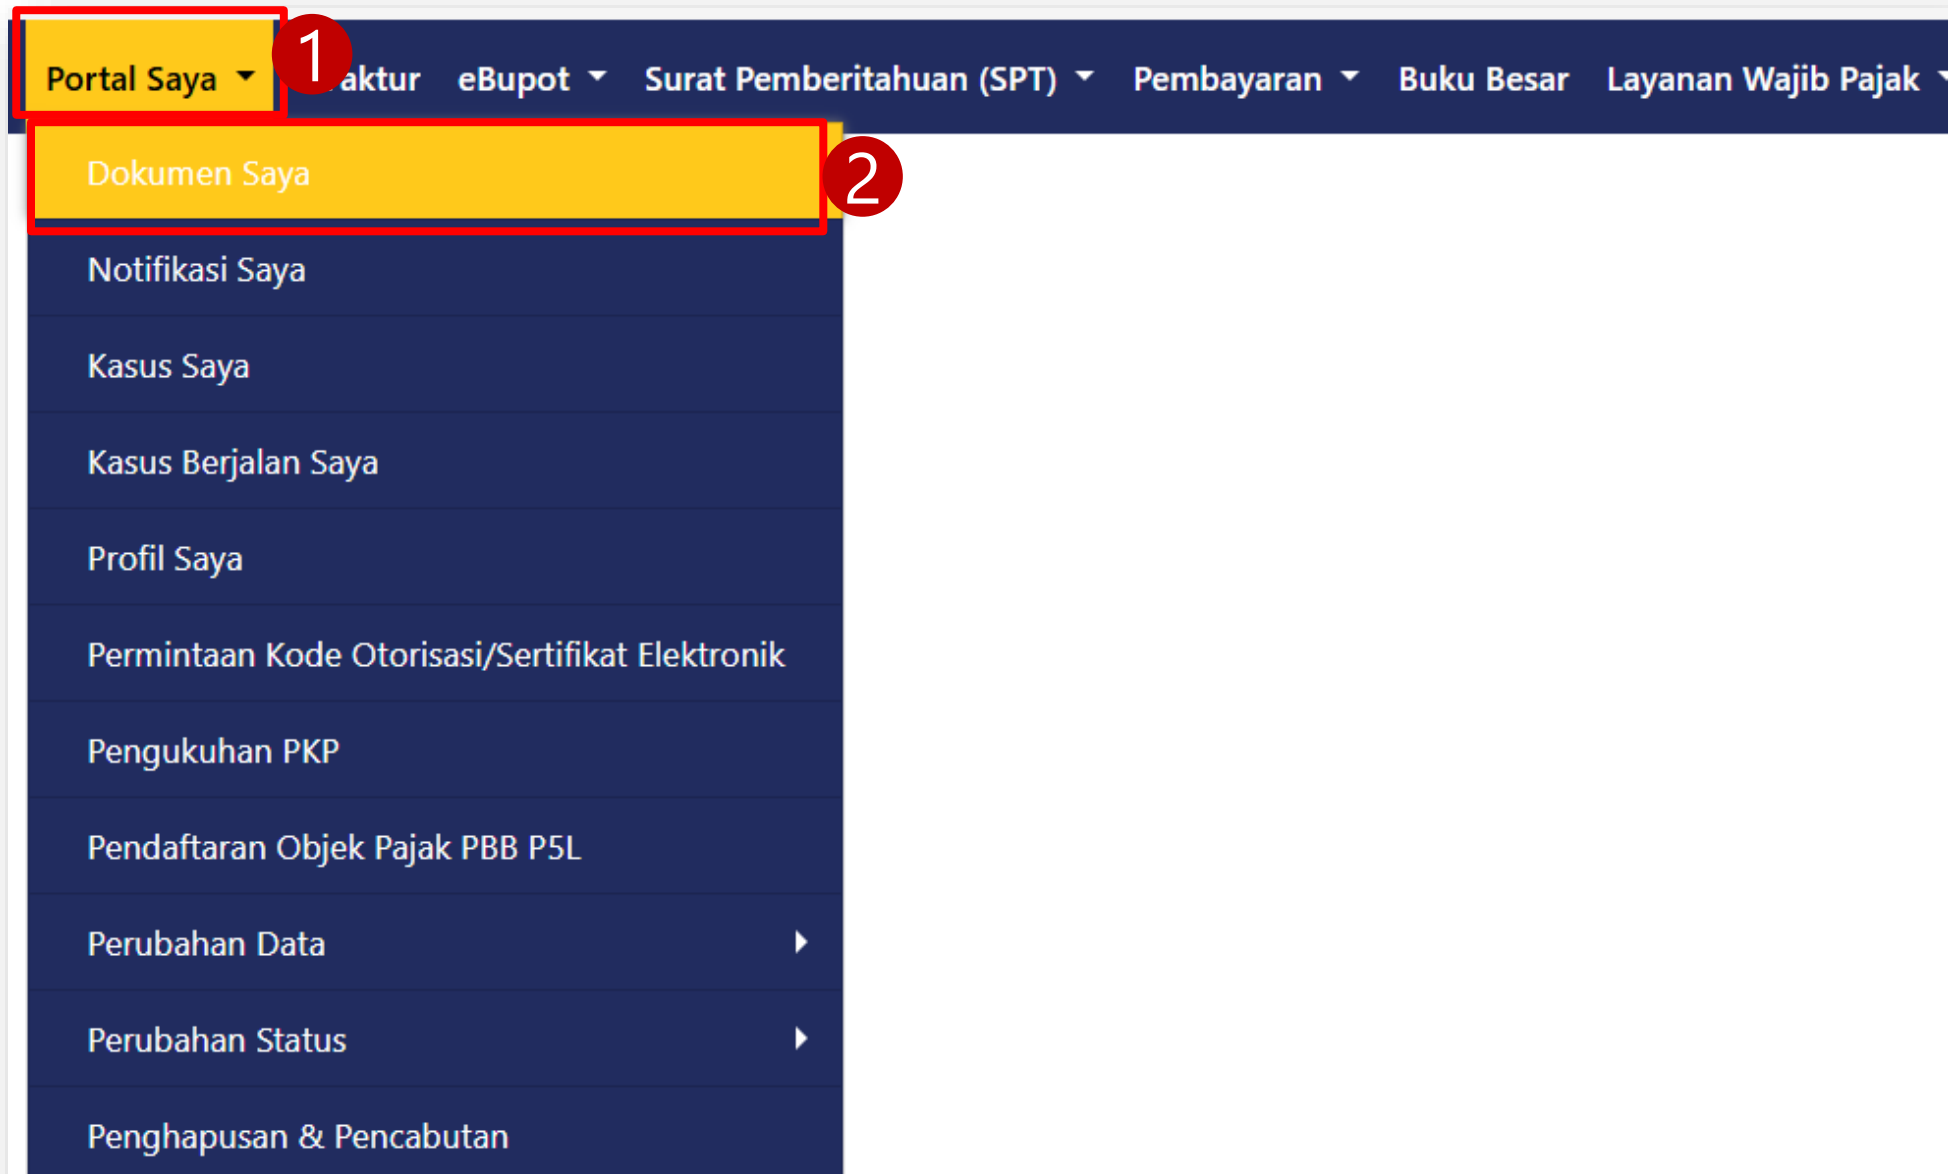 Portal Saya 1 aktur eBupot Surat Pemberitahuan (SPT) Pembayaran Buku Besar Layanan Wajib Pajak
Dokumen Saya 2
Notifikasi Saya
Kasus Saya
Kasus Berjalan Saya
Profil Saya
Permintaan Kode Otorisasi/Sertifikat Elektronik
Pengukuhan PKP
Pendaftaran Objek Pajak PBB P5L
Perubahan Data
Perubahan Status
Penghapusan & Pencabutan